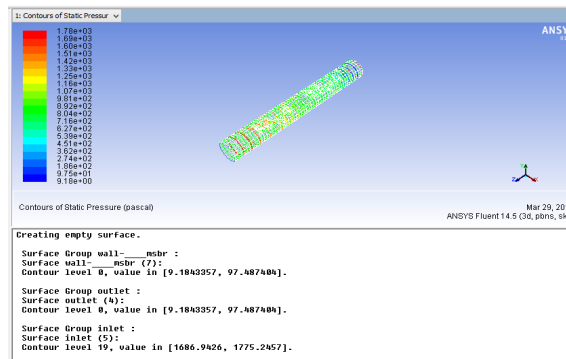 1: Contours of Static Pressur
1.78e+03
1.69e+03
1.60e+03
1.51e+03
1.42e+03
1.33e+03
1.25e+03
1.16e+03
1.07e+03
9.81e+02
8.92e+02
8.04e+02
7.16e+02
6.27e+02
5.39e+02
4.51e+02
3.62e+02
2.74e+02
1.86e+02
9.75e+01
9.18e+00
ANSY
Y
Z
X
Contours of Static Pressure (pascal)
Mar 29, 20
ANSYS Fluent 14.5 (3d, pbns, sk
Creating empty surface.
Surface Group wall-____msbr :
Surface wall-____msbr (7):
Contour level 0, value in [9.1843357, 97.487404].
Surface Group outlet :
Surface outlet (4):
Contour level 0, value in [9.1843357, 97.487404].
Surface Group inlet :
Surface inlet (5):
Contour level 19, value in [1686.9426, 1775.2457].